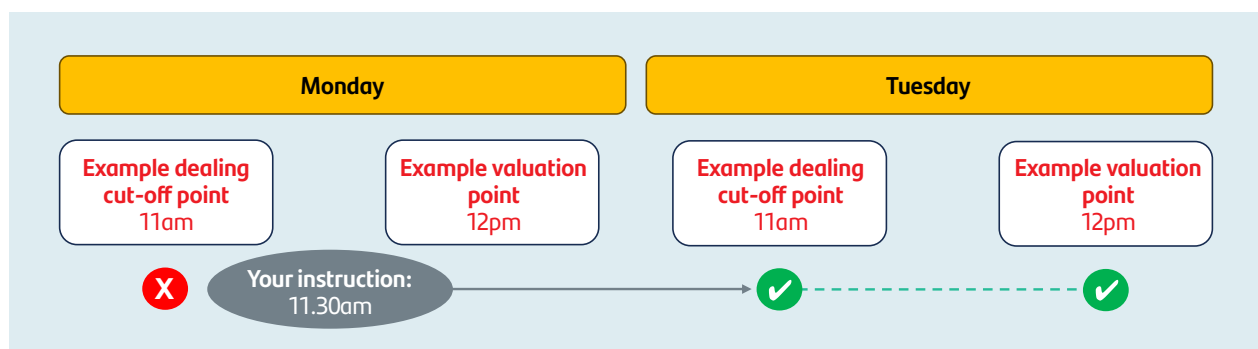 Monday
Tuesday
Example dealing
cut-off point
11am
Example valuation
point
12pm
Example dealing
cut-off point
11am
Example valuation
point
12pm
X
Your instruction:
11.30am